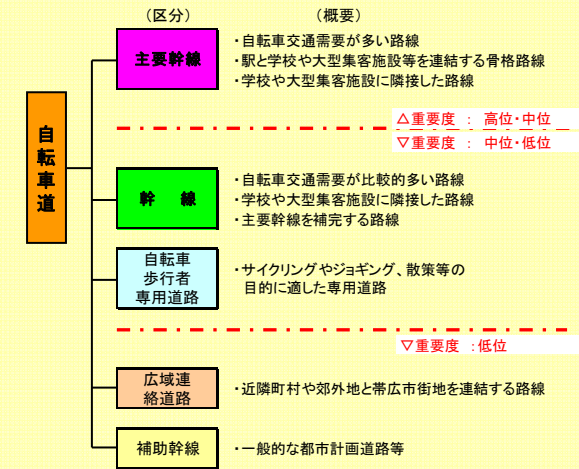 （区分）　（概要）
自転車道
主要幹線
・自転車交通需要が多い路線
・駅と学校や大型集客施設等を連結する骨格路線
・学校や大型集客施設に隣接した路線
△重要度 ： 高位・中位
▽重要度 ： 中位・低位
幹　線
・自転車交通需要が比較的多い路線
・学校や大型集客施設に隣接した路線
・主要幹線を補完する路線
自転車
歩行者
専用道路
・サイクリングやジョギング、散策等の
目的に適した専用道路
▽重要度 ：低位
広域連
絡道路
・近隣町村や郊外地と帯広市街地を連結する路線
補助幹線
・一般的な都市計画道路等